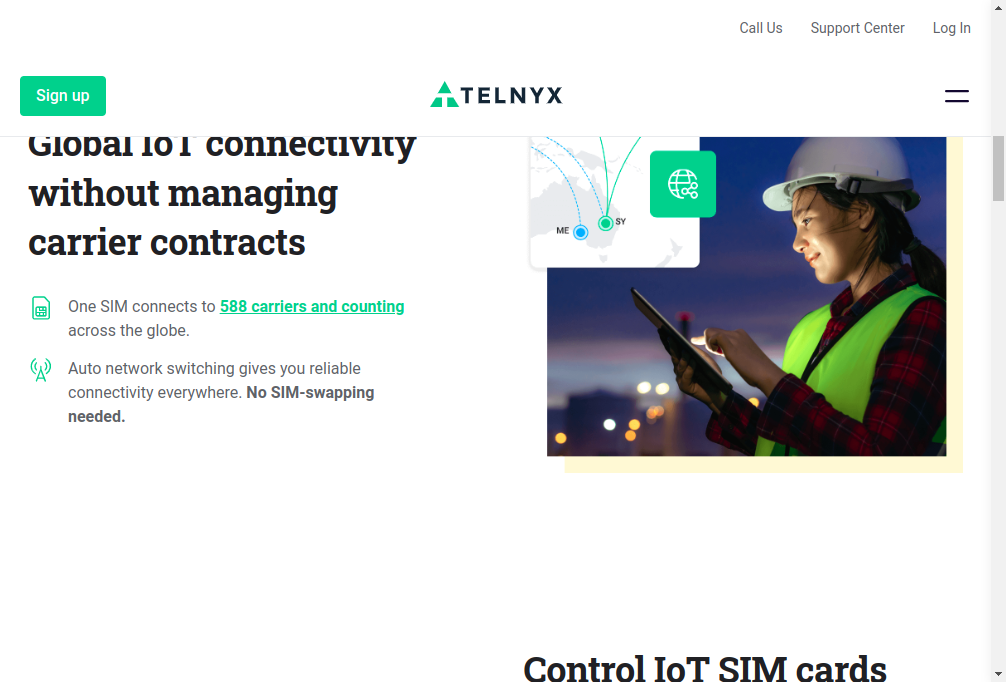 Call Us Support Center Log In
Sign up
TELNYX
Global IoT connectivity
without managing
carrier contracts
ME
SY
One SIM connects to 588 carriers and counting
across the globe.
Auto network switching gives you reliable
connectivity everywhere. No SIM-swapping
needed.
Control IoT SIM cards